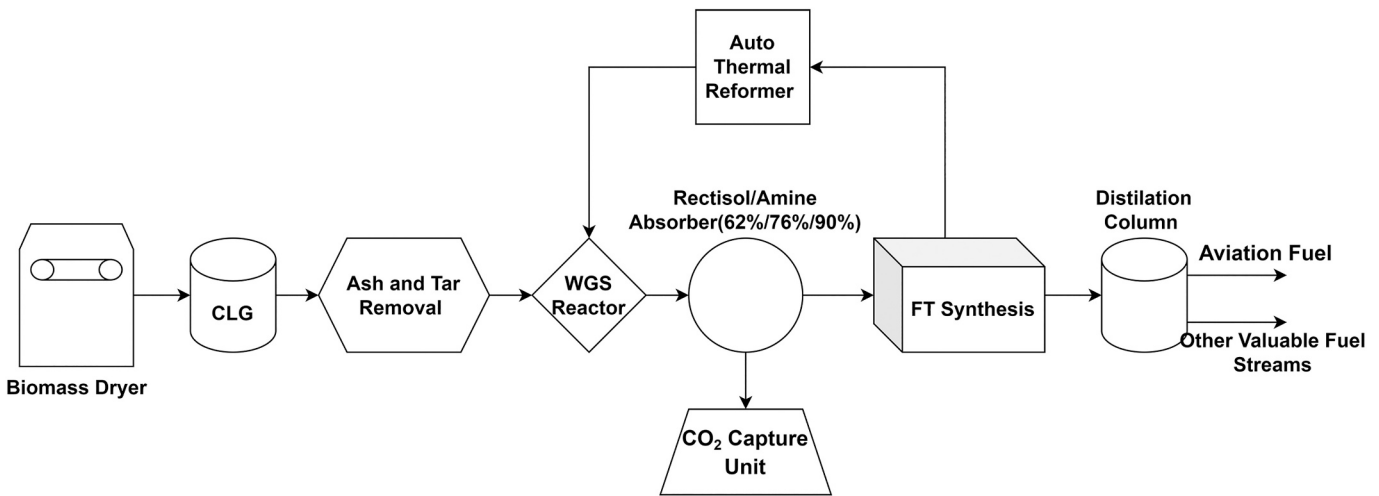 Auto
Thermal
Reformer
Rectisol/Amine
Absorber(62%/76%/90%)
Distilation
Column
Aviation Fuel
Ash and Tar
Removal
WGS
Reactor
CLG
FT Synthesis
Other Valuable Fuel
Streams
Biomass Dryer
CO₂ Capture
Unit